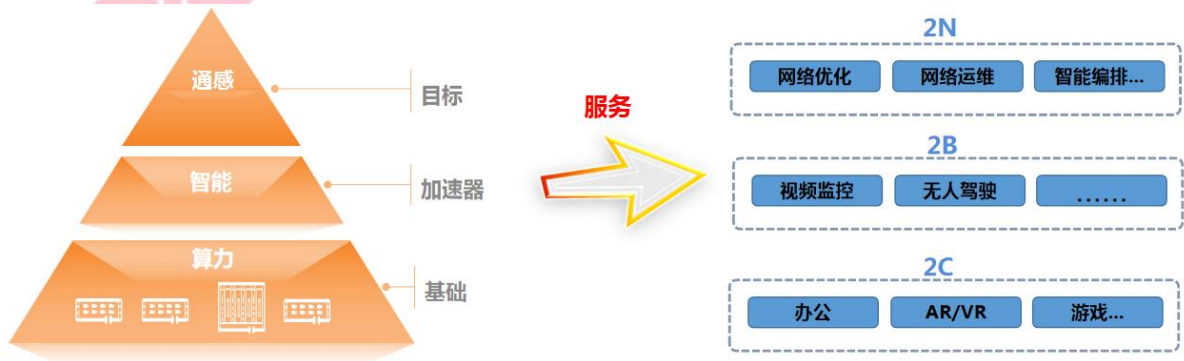 通感
目标
智能
加速器
算力
基础
服务
2N
网络优化
网络运维
智能编排...
2B
视频监控
无人驾驶
......
2C
办公
AR/VR
游戏...